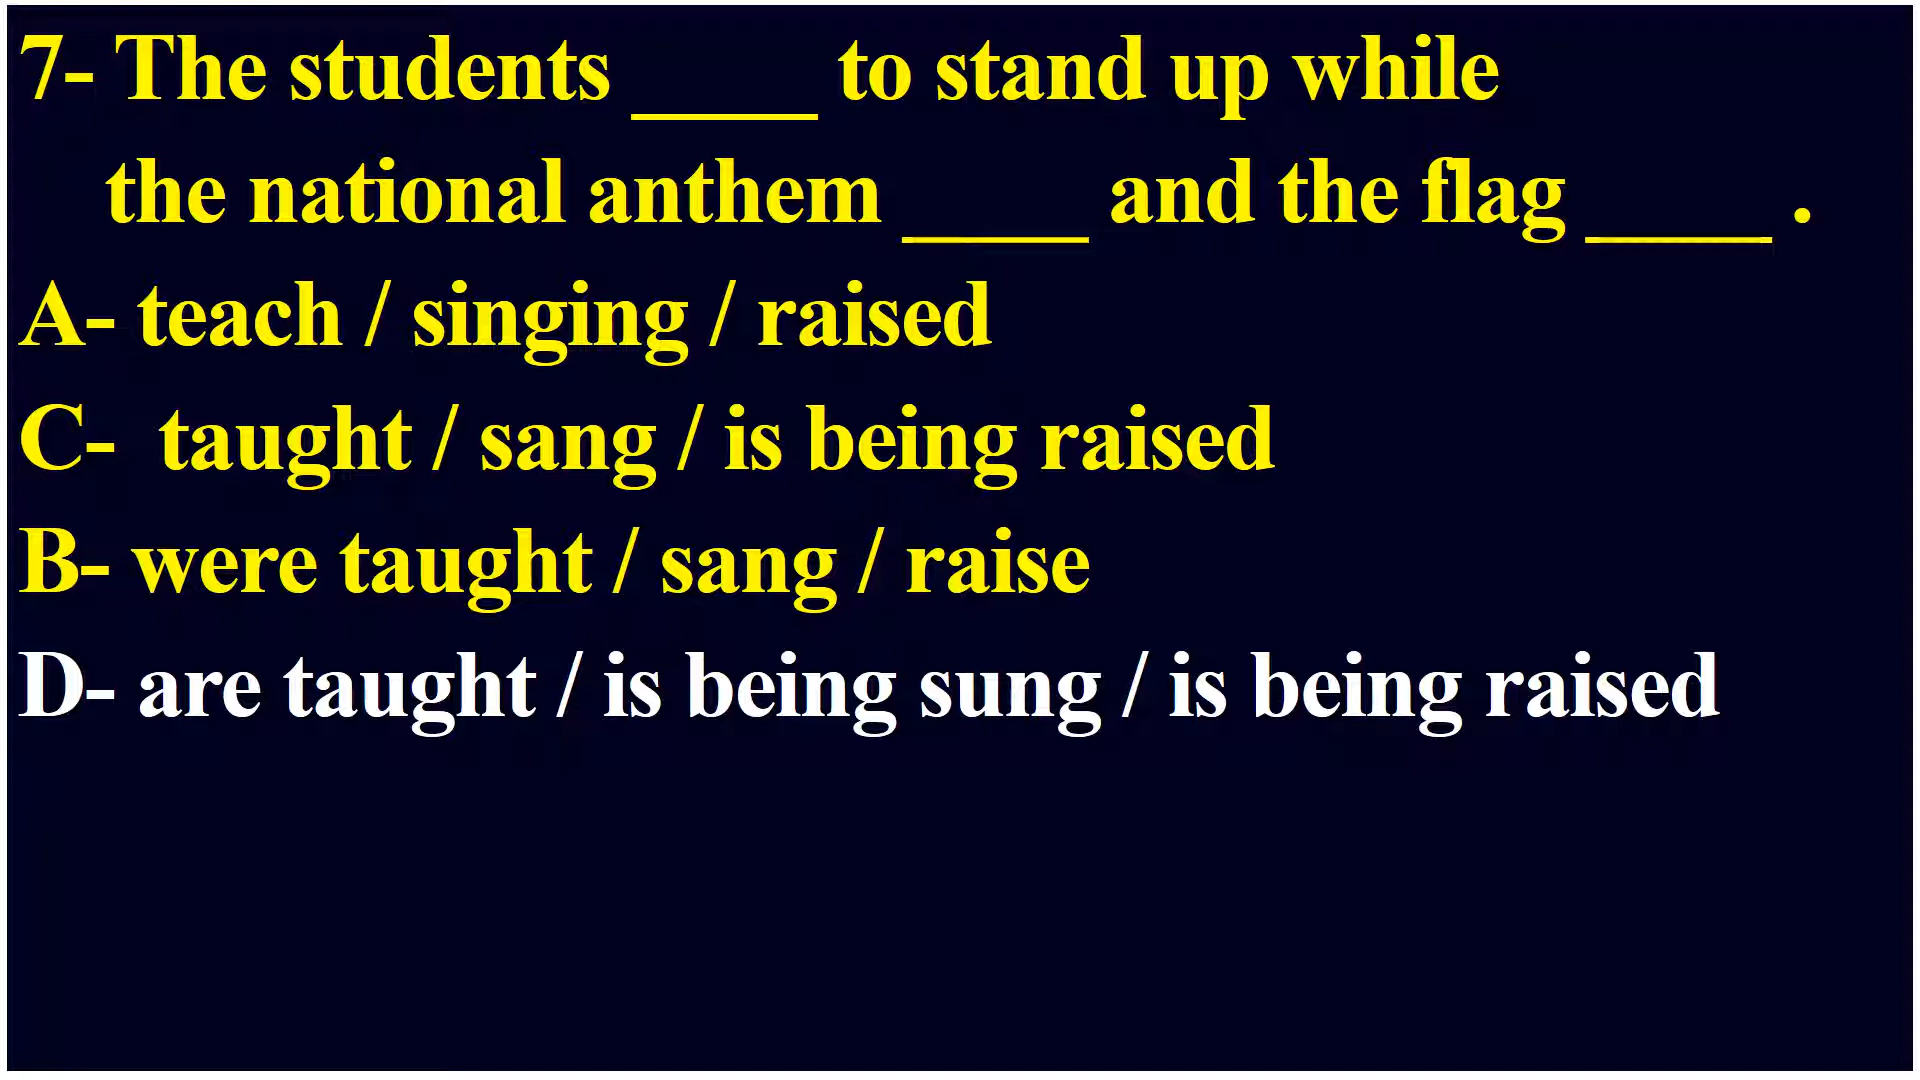 7- The students ____ to stand up while
the national anthem ____ and the flag ____ .
A- teach / singing / raised
C- taught / sang / is being raised
B- were taught / sang / raise
D- are taught / is being sung / is being raised